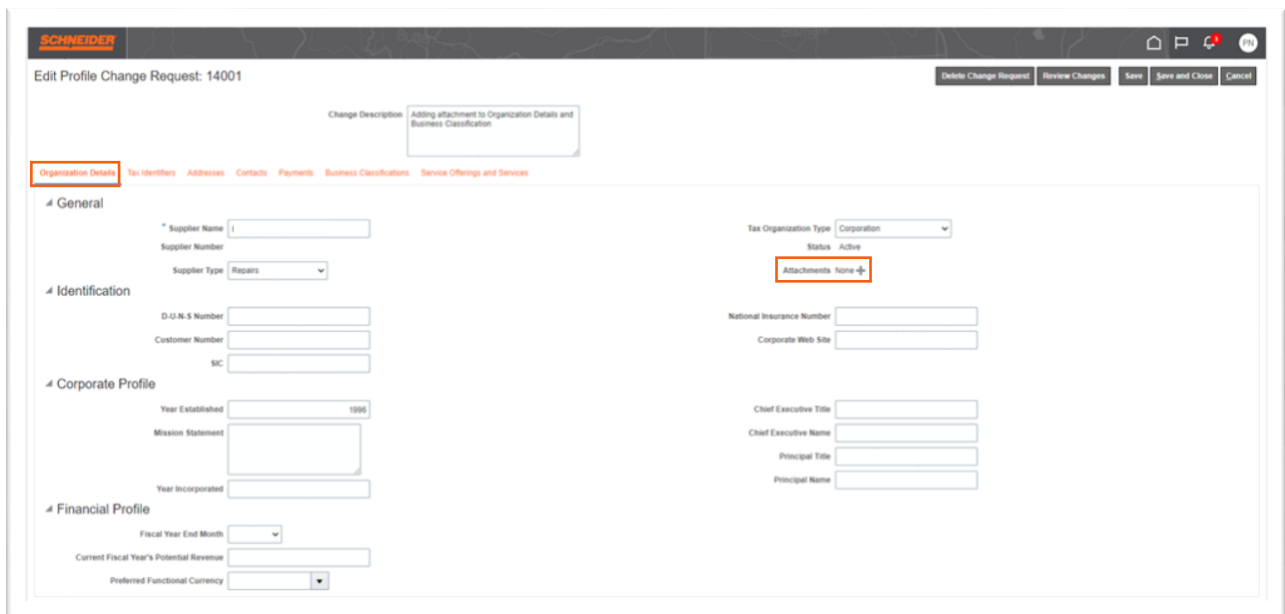 SCHNEIDER
PN
Edit Profile Change Request: 14001
Delete Change Request Review Changes Save Save and Close Cancel
Change Description Adding attachment to Organization Details and
Business Classification
Organization Details Tax Identifiers Addresses Contacts Payments Business Classifications Service Offerings and Services
General
* Supplier Name Tax Organization Type Corporation
Supplier Number Status Active
Supplier Type Repairs Attachments None
Identification
D-U-N-S Number National Insurance Number
Customer Number Corporate Web Site
SIC
Corporate Profile
Year Established 1996 Chief Executive Title
Mission Statement Chief Executive Name
Principal Title
Principal Name
Year Incorporated
Financial Profile
Fiscal Year End Month
Current Fiscal Year's Potential Revenue
Preferred Functional Currency